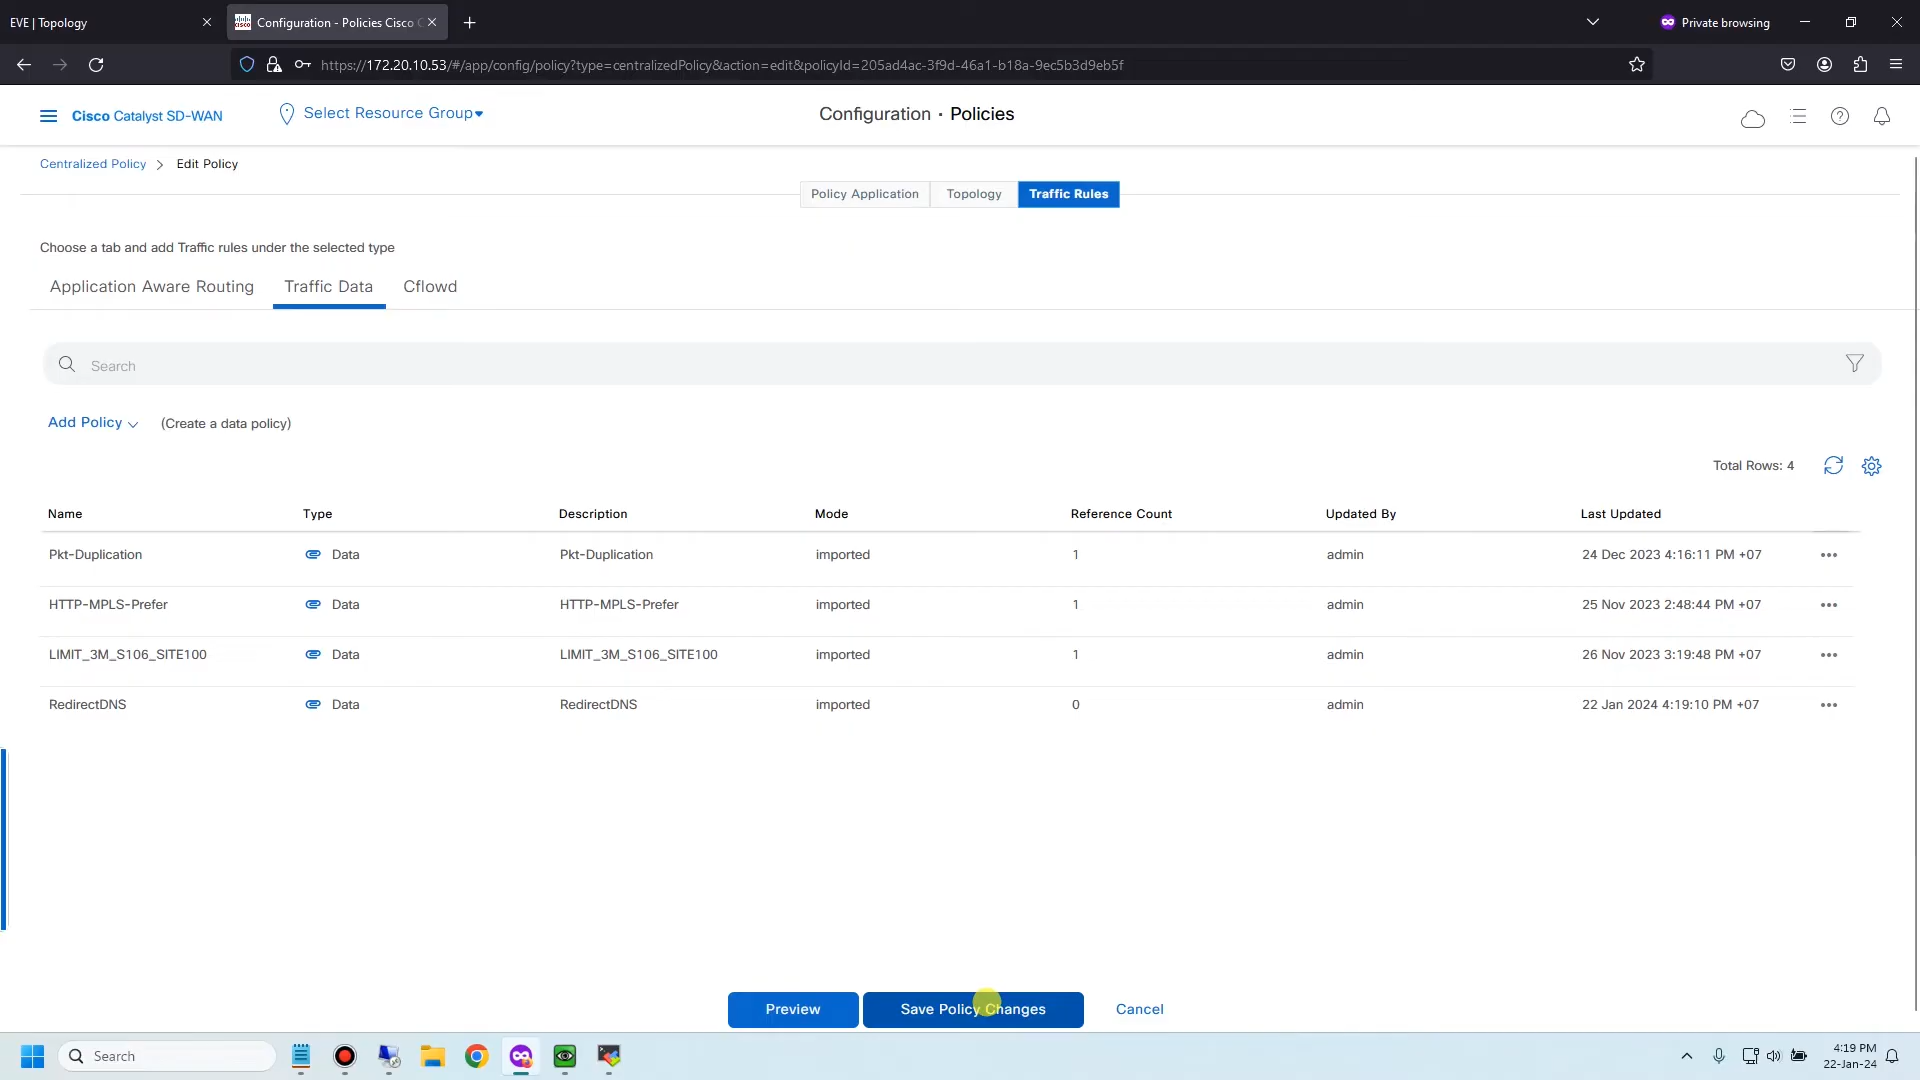 EVE | Topology
Configuration - Policies Cisco C
Private browsing
https://172.20.10.53/#/app/config/policy?type=centralizedPolicy&action=edit&policyId=205ad4ac-3f9d-46a1-b18a-9ec5b3d9eb5f
Cisco Catalyst SD-WAN
Select Resource Group
Configuration · Policies
Centralized Policy
Edit Policy
Policy Application
Topology
Traffic Rules
Choose a tab and add Traffic rules under the selected type
Application Aware Routing
Traffic Data
Cflowd
Search
Add Policy
(Create a data policy)
Total Rows: 4
Name Type Description Mode Reference Count Updated By Last Updated
Pkt-Duplication Data Pkt-Duplication imported 1 admin 24 Dec 2023 4:16:11 PM +07
HTTP-MPLS-Prefer Data HTTP-MPLS-Prefer imported 1 admin 25 Nov 2023 2:48:44 PM +07
LIMIT_3M_S106_SITE100 Data LIMIT_3M_S106_SITE100 imported 1 admin 26 Nov 2023 3:19:48 PM +07
RedirectDNS Data RedirectDNS imported 0 admin 22 Jan 2024 4:19:10 PM +07
Preview
Save Policy Changes
Cancel
Search
4:19 PM
22-Jan-24